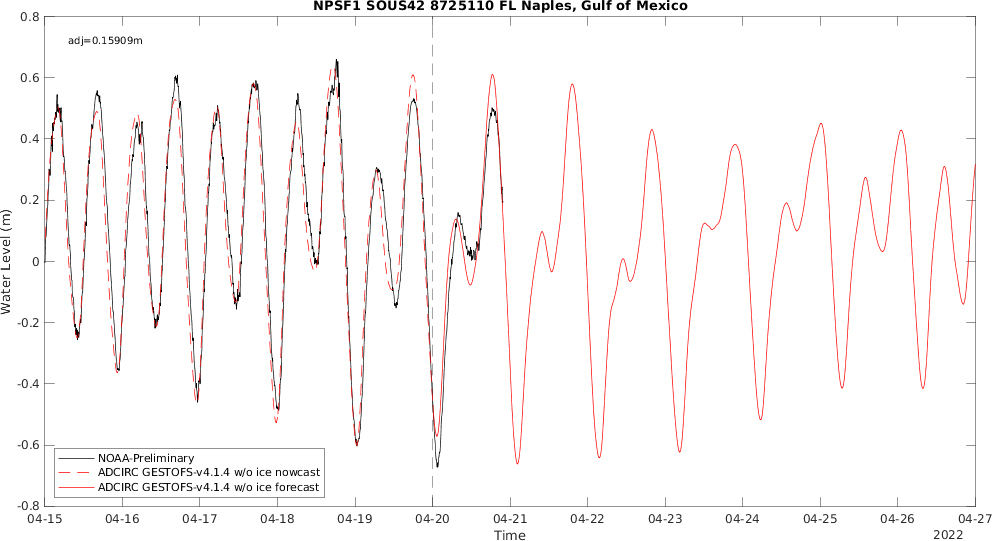 NPSF1 SOUS42 8725110 FL Naples, Gulf of Mexico
adj=0.15909m
0.8
0.6
0.4
0.2
0
-0.2
-0.4
-0.6
-0.8
Water Level (m)
NOAA-Preliminary
ADCIRC GESTOFS-v4.1.4 w/o ice nowcast
ADCIRC GESTOFS-v4.1.4 w/o ice forecast
04-15 04-16 04-17 04-18 04-19 04-20 04-21 04-22 04-23 04-24 04-25 04-26 04-27
Time
2022